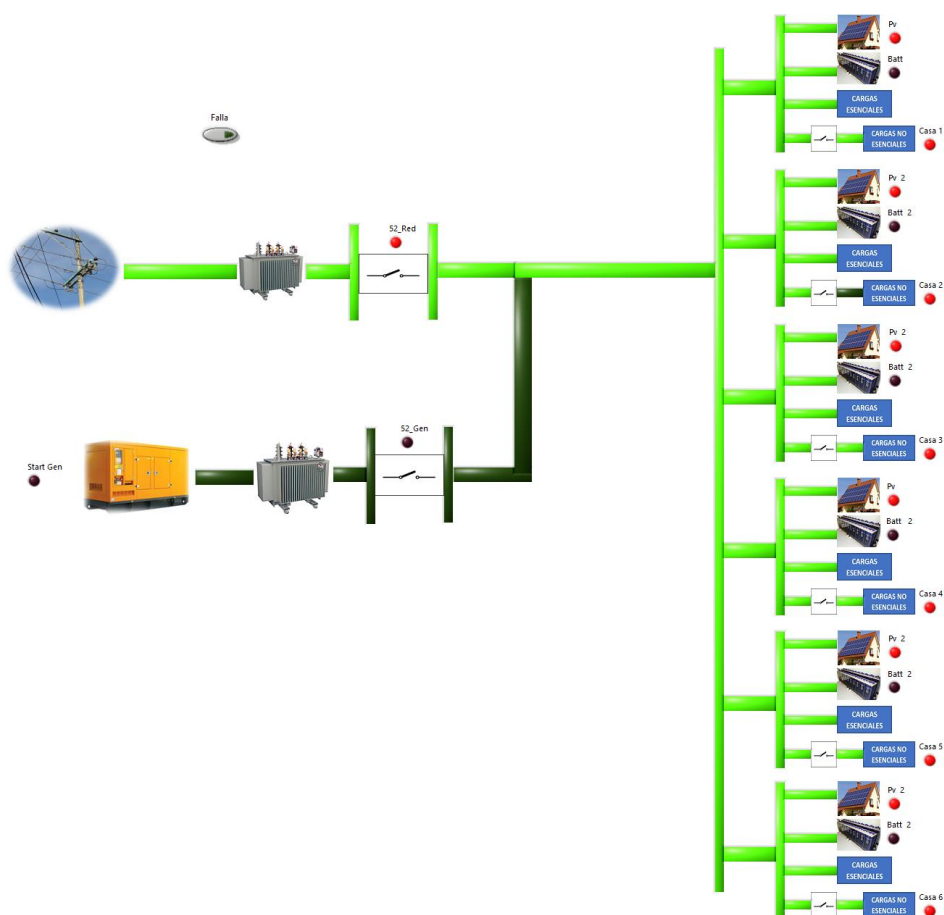 Falla
52_Red
52_Gen
Start Gen
Pv
Batt
CARGAS
ESENCIALES
CARGAS NO
ESENCIALES
Casa 1
Pv 2
Batt 2
CARGAS
ESENCIALES
CARGAS NO
ESENCIALES
Casa 2
Pv 2
Batt 2
CARGAS
ESENCIALES
CARGAS NO
ESENCIALES
Casa 3
Pv
Batt 2
CARGAS
ESENCIALES
CARGAS NO
ESENCIALES
Casa 4
Pv 2
Batt 2
CARGAS
ESENCIALES
CARGAS NO
ESENCIALES
Casa 5
Pv 2
Batt 2
CARGAS
ESENCIALES
CARGAS NO
ESENCIALES
Casa 6